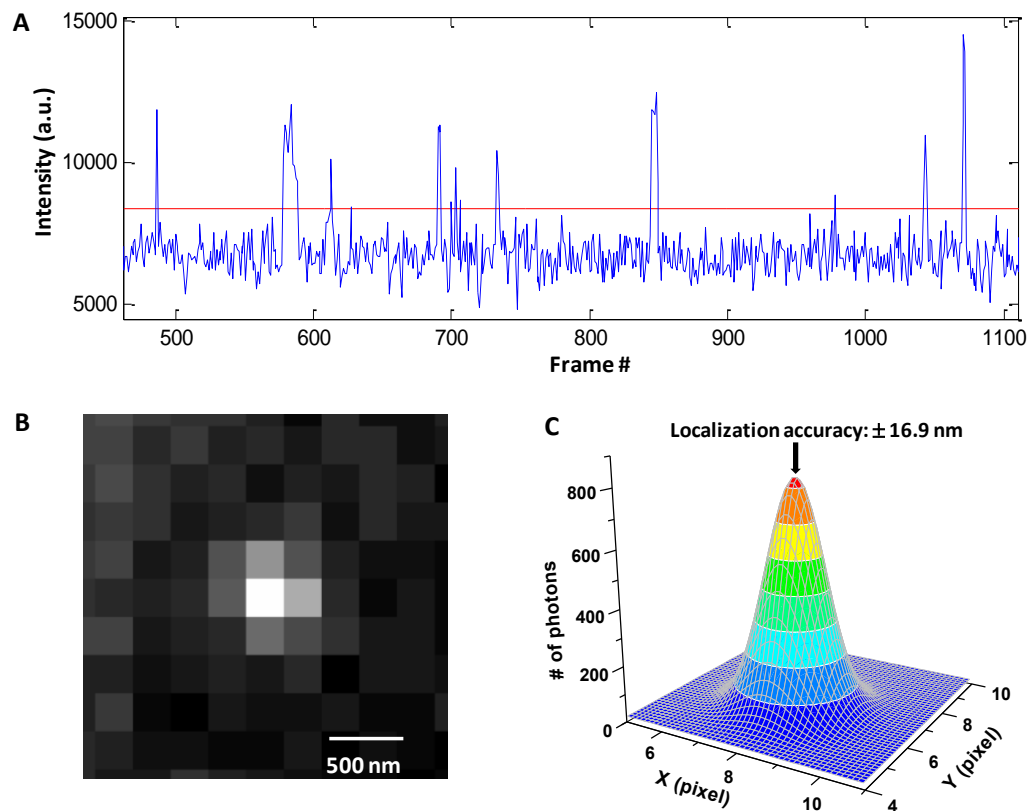 A
15000
10000
5000
Intensity (a.u.)
500 600 700 800 900 1000 1100
Frame #
B
500 nm
C
Localization accuracy: ± 16.9 nm
800
600
400
200
0
# of photons
6 8 10
X (pixel)
4 6 8 10
Y (pixel)